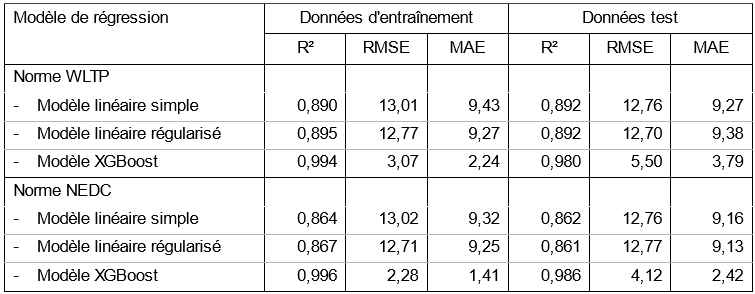 Modèle de régression Données d'entraînement Données test
R² RMSE MAE R² RMSE MAE
Norme WLTP
- Modèle linéaire simple 0,890 13,01 9,43 0,892 12,76 9,27
- Modèle linéaire régularisé 0,895 12,77 9,27 0,892 12,70 9,38
- Modèle XGBoost 0,994 3,07 2,24 0,980 5,50 3,79
Norme NEDC
- Modèle linéaire simple 0,864 13,02 9,32 0,862 12,76 9,16
- Modèle linéaire régularisé 0,867 12,71 9,25 0,861 12,77 9,13
- Modèle XGBoost 0,996 2,28 1,41 0,986 4,12 2,42